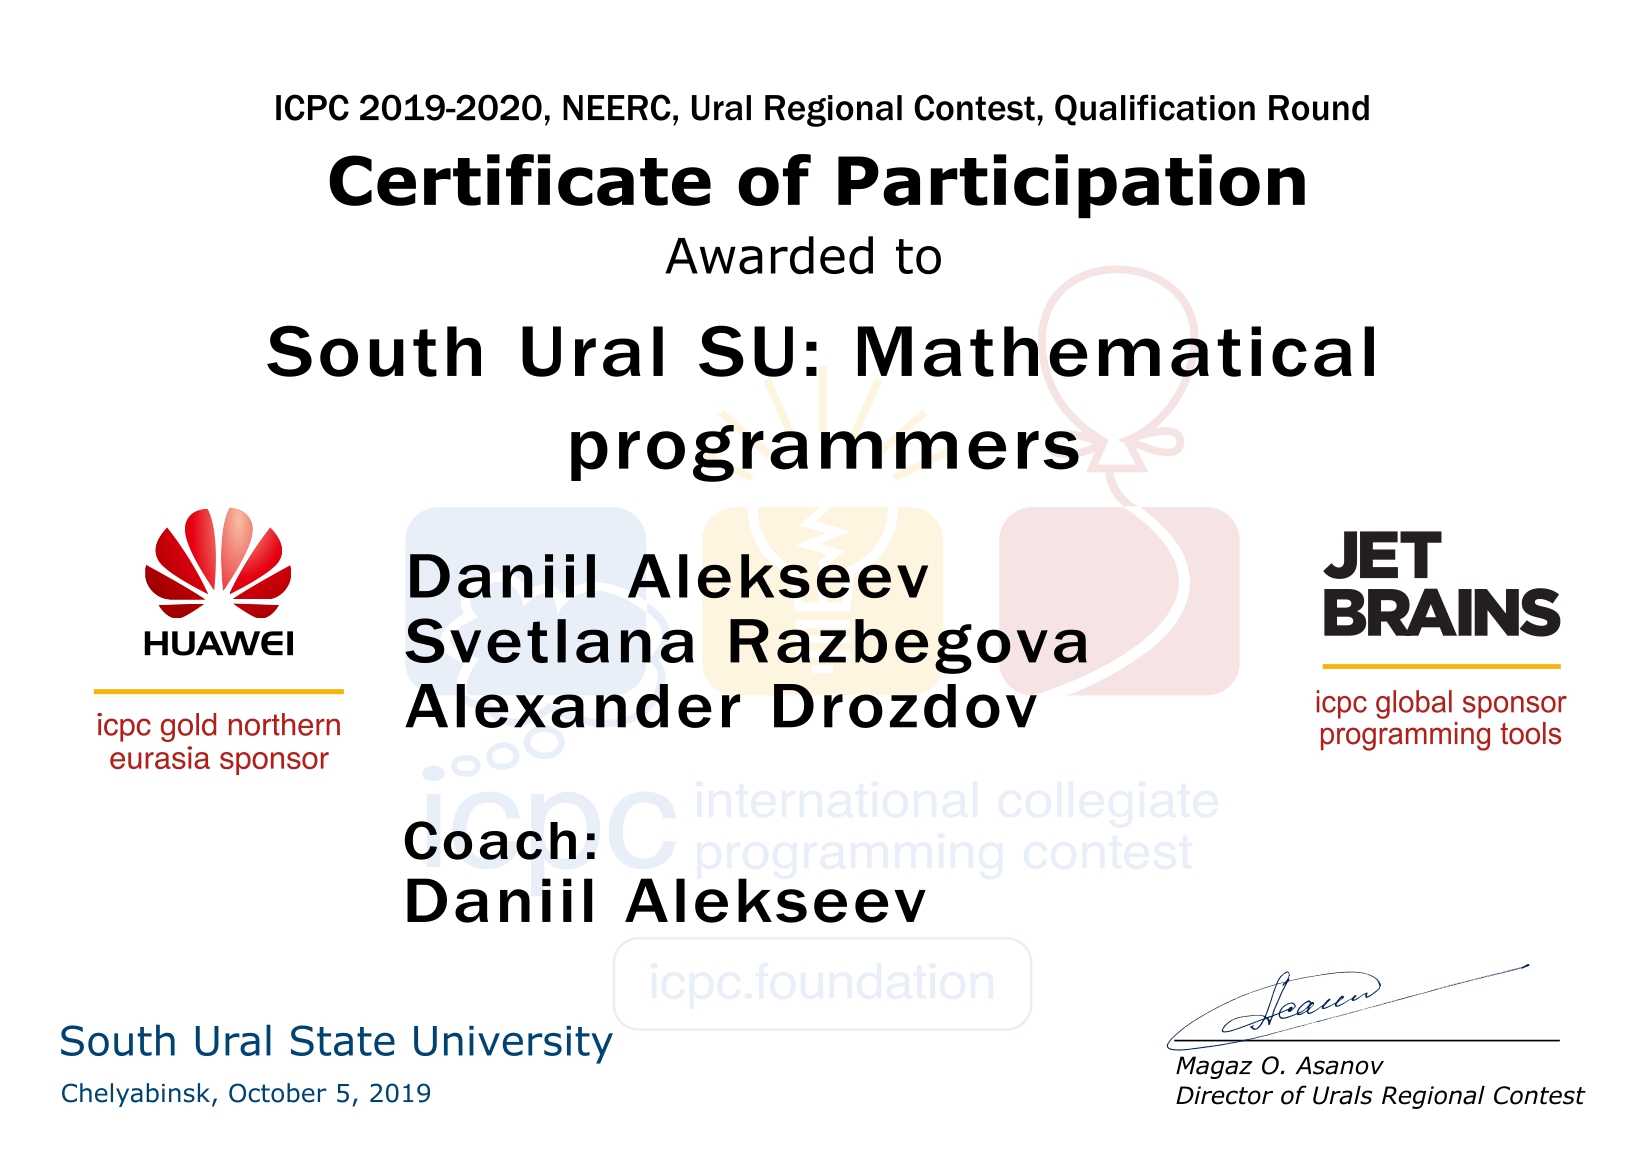 ICPC 2019-2020, NEERC, Ural Regional Contest, Qualification Round
Certificate of Participation
Awarded to
South Ural SU: Mathematical
programmers
HUAWEI
icpc gold northern
eurasia sponsor
Daniil Alekseev
Svetlana Razbegova
Alexander Drozdov
JET
BRAINS
icpc global sponsor
programming tools
icpc international collegiate
programming contest
Coach:
Daniil Alekseev
icpc.foundation
South Ural State University
Chelyabinsk, October 5, 2019
Magaz O. Asanov
Director of Urals Regional Contest